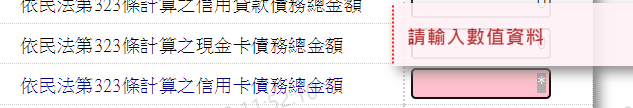 依民法第323條計算之信用貸款債務總金額
請輸入數值資料
依民法第323條計算之現金卡債務總金額
依民法第323條計算之信用卡債務總金額
*